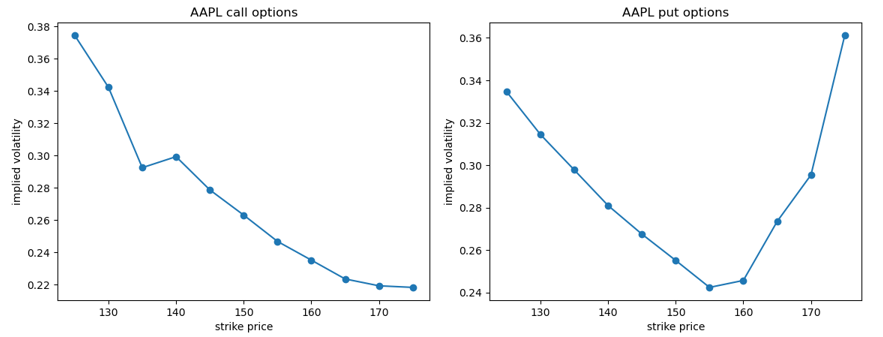 AAPL call options
0.38
0.36
0.34
0.32
0.30
0.28
0.26
0.24
0.22
implied volatility
130 140 150 160 170
strike price
AAPL put options
0.36
0.34
0.32
0.30
0.28
0.26
0.24
implied volatility
130 140 150 160 170
strike price